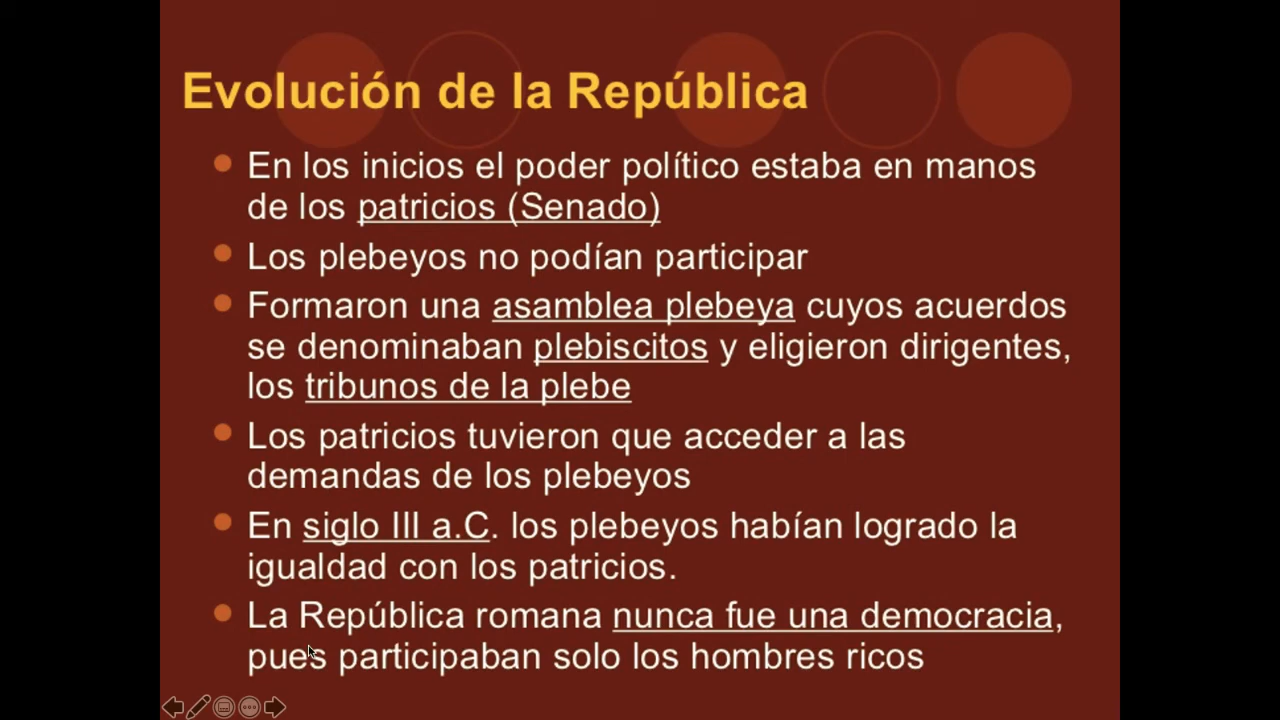 Evolución de la República
En los inicios el poder político estaba en manos
de los patricios (Senado)
Los plebeyos no podían participar
Formaron una asamblea plebeya cuyos acuerdos
se denominaban plebiscitos y eligieron dirigentes,
los tribunos de la plebe
Los patricios tuvieron que acceder a las
demandas de los plebeyos
En siglo III a.C. los plebeyos habían logrado la
igualdad con los patricios.
La República romana nunca fue una democracia,
pues participaban solo los hombres ricos